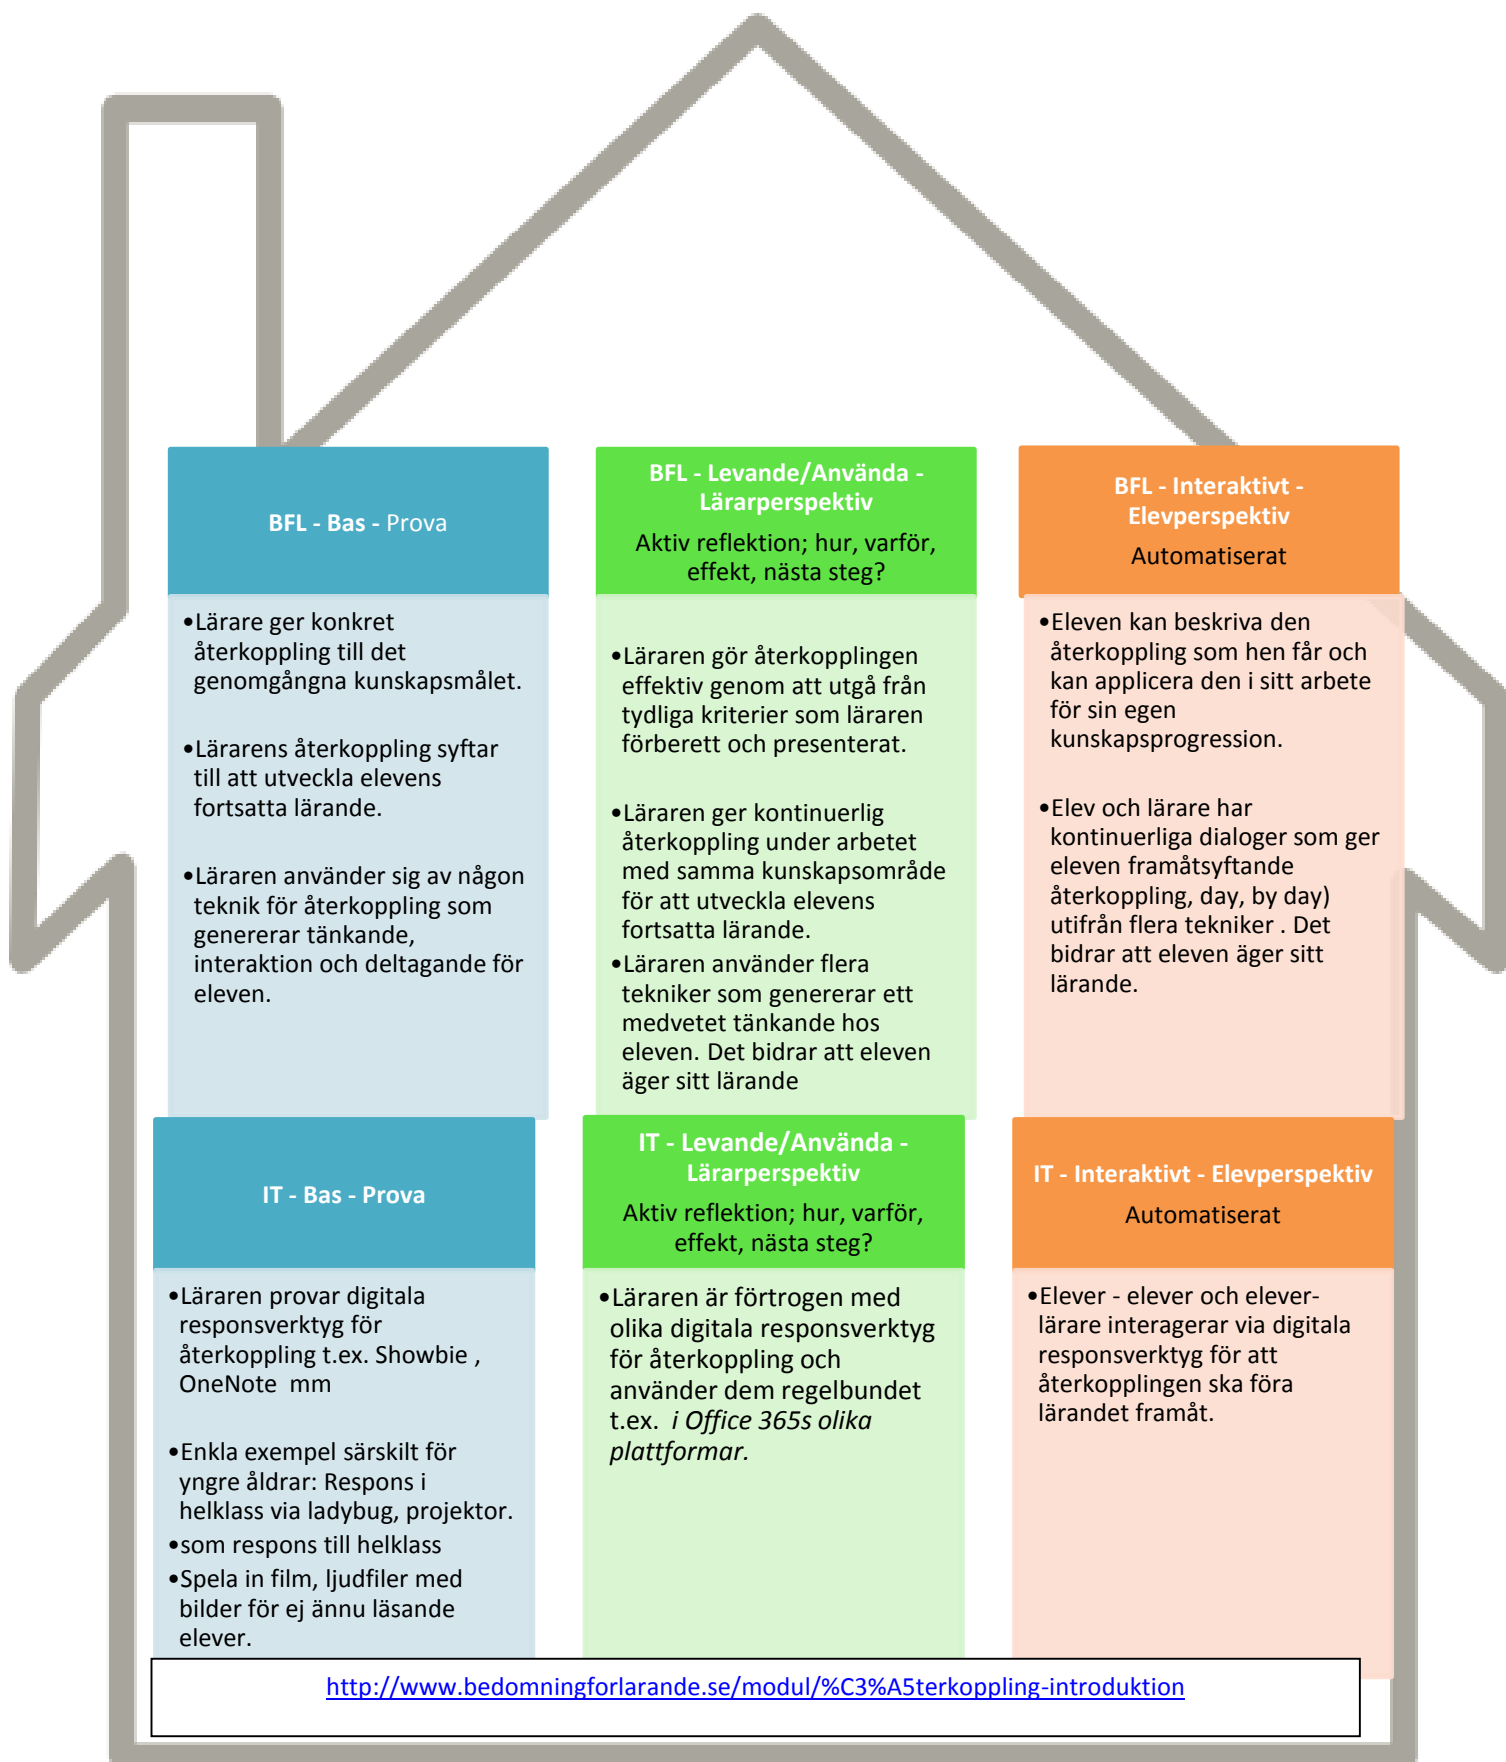 BFL - Bas - Prova
•Lärare ger konkret
återkoppling till det
genomgångna kunskapsmålet.
•Lärarens återkoppling syftar
till att utveckla elevens
fortsatta lärande.
•Läraren använder sig av någon
teknik för återkoppling som
genererar tänkande,
interaktion och deltagande för
eleven.
BFL - Levande/Använda -
Lärarperspektiv
Aktiv reflektion; hur, varför,
effekt, nästa steg?
•Läraren gör återkopplingen
effektiv genom att utgå från
tydliga kriterier som läraren
förberett och presenterat.
•Läraren ger kontinuerlig
återkoppling under arbetet
med samma kunskapsområde
för att utveckla elevens
fortsatta lärande.
•Läraren använder flera
tekniker som genererar ett
medvetet tänkande hos
eleven. Det bidrar att eleven
äger sitt lärande
BFL - Interaktivt -
Elevperspektiv
Automatiserat
•Eleven kan beskriva den
återkoppling som hen får och
kan applicera den i sitt arbete
för sin egen
kunskapsprogression.
•Elev och lärare har
kontinuerliga dialoger som ger
eleven framåtsyftande
återkoppling, day, by day)
utifrån flera tekniker . Det
bidrar att eleven äger sitt
lärande.
IT - Bas - Prova
•Läraren provar digitala
responsverktyg för
återkoppling t.ex. Showbie ,
OneNote  mm
•Enkla exempel särskilt för
yngre åldrar: Respons i
helklass via ladybug, projektor.
•som respons till helklass
•Spela in film, ljudfiler med
bilder för ej ännu läsande
elever.
IT - Levande/Använda -
Lärarperspektiv
Aktiv reflektion; hur, varför,
effekt, nästa steg?
•Läraren är förtrogen med
olika digitala responsverktyg
för återkoppling och
använder dem regelbundet
t.ex.  i Office 365s olika
plattformar.
IT - Interaktivt - Elevperspektiv
Automatiserat
•Elever - elever och elever-
lärare interagerar via digitala
responsverktyg för att
återkopplingen ska föra
lärandet framåt.
http://www.bedomningforlarande.se/modul/%C3%A5terkoppling-introduktion